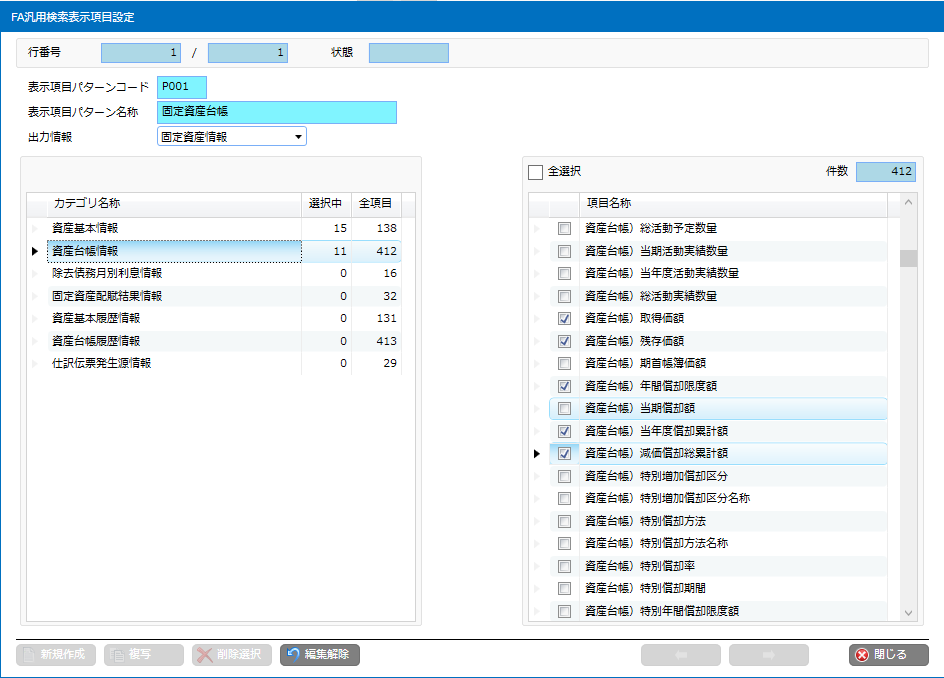 FA汎用検索表示項目設定
行番号 1 / 1 状態
表示項目パターンコード P001
表示項目パターン名称 固定資産台帳
出力情報 固定資産情報
カテゴリ名称 選択中 全項目
資産基本情報 15 138
資産台帳情報 11 412
除去債務月別利息情報 0 16
固定資産配賦結果情報 0 32
資産基本履歴情報 0 131
資産台帳履歴情報 0 413
仕訳伝票発生源情報 0 29
全選択 件数 412
項目名称
資産台帳）総活動予定数量
資産台帳）当期活動実績数量
資産台帳）当年度活動実績数量
資産台帳）総活動実績数量
資産台帳）取得価額
資産台帳）残存価額
資産台帳）期首帳簿価額
資産台帳）年間償却限度額
資産台帳）当期償却額
資産台帳）当年度償却累計額
資産台帳）減価償却総累計額
資産台帳）特別増加償却区分
資産台帳）特別増加償却区分名称
資産台帳）特別償却方法
資産台帳）特別償却方法名称
資産台帳）特別償却率
資産台帳）特別償却期間
資産台帳）特別年間償却限度額
新規作成 複写 削除選択 編集解除 閉じる